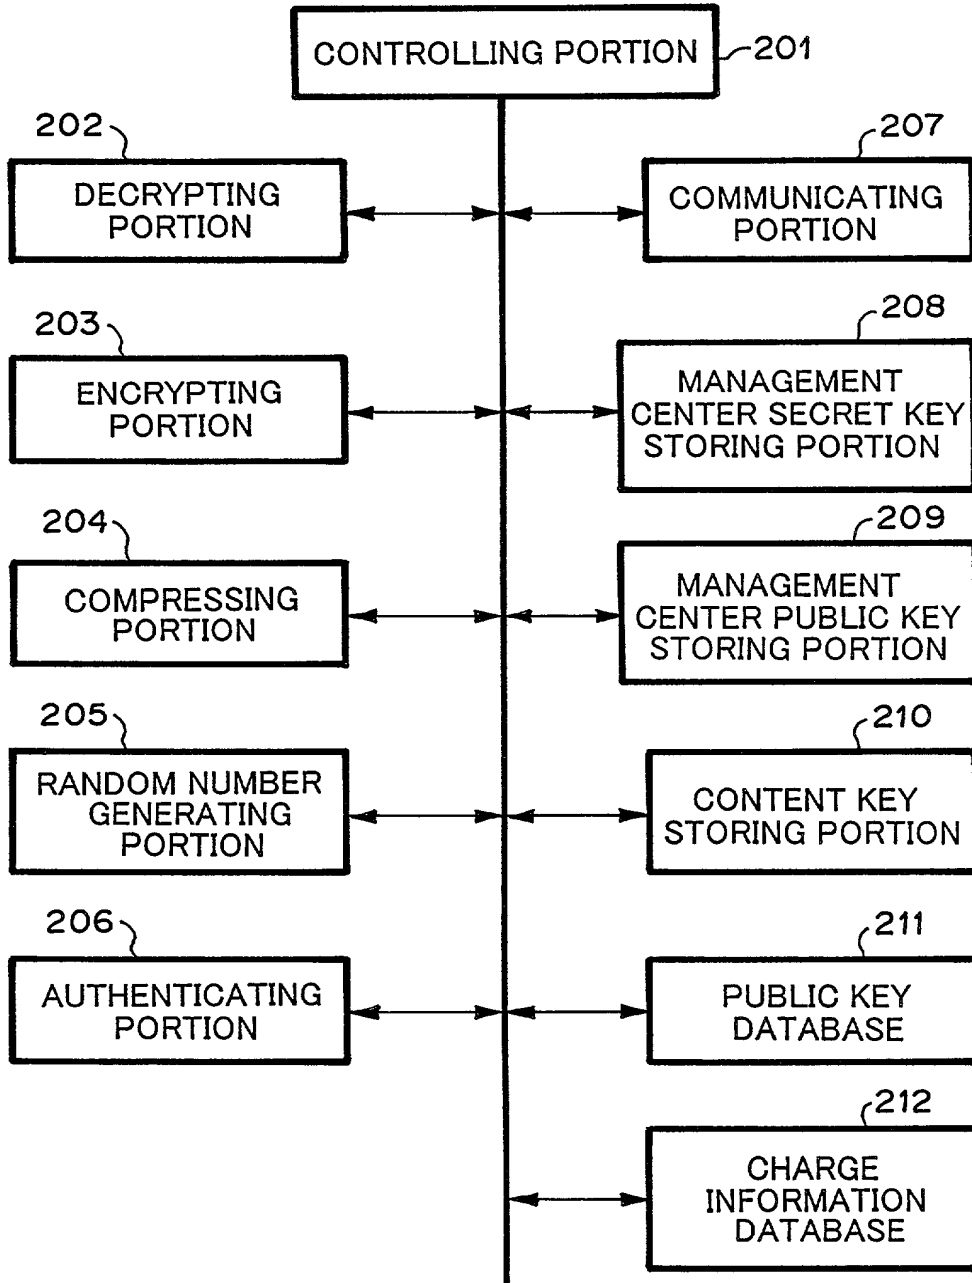 CONTROLLING PORTION
201
202
DECRYPTING
PORTION
203
ENCRYPTING
PORTION
204
COMPRESSING
PORTION
205
RANDOM NUMBER
GENERATING
PORTION
206
AUTHENTICATING
PORTION
207
COMMUNICATING
PORTION
208
MANAGEMENT
CENTER SECRET KEY
STORING PORTION
209
MANAGEMENT
CENTER PUBLIC KEY
STORING PORTION
210
CONTENT KEY
STORING PORTION
211
PUBLIC KEY
DATABASE
212
CHARGE
INFORMATION
DATABASE